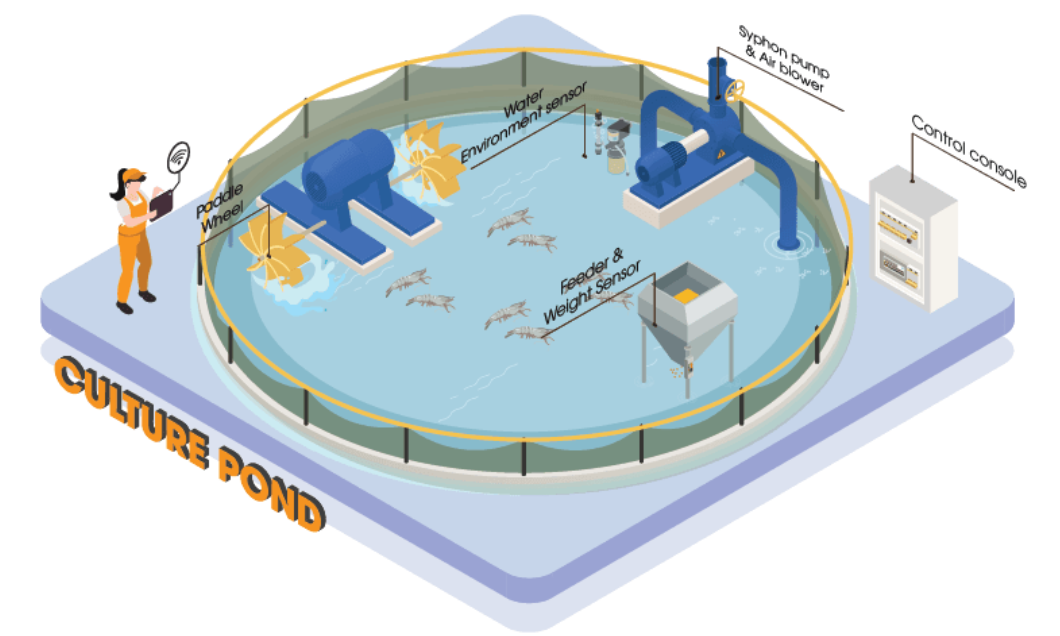 Syphon pump
& Air blower
Water
Environment sensor
Control console
Paddle
Wheel
Feeder &
Weight Sensor
CULTURE POND